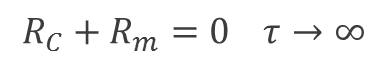 R_C + R_m = 0   τ → ∞